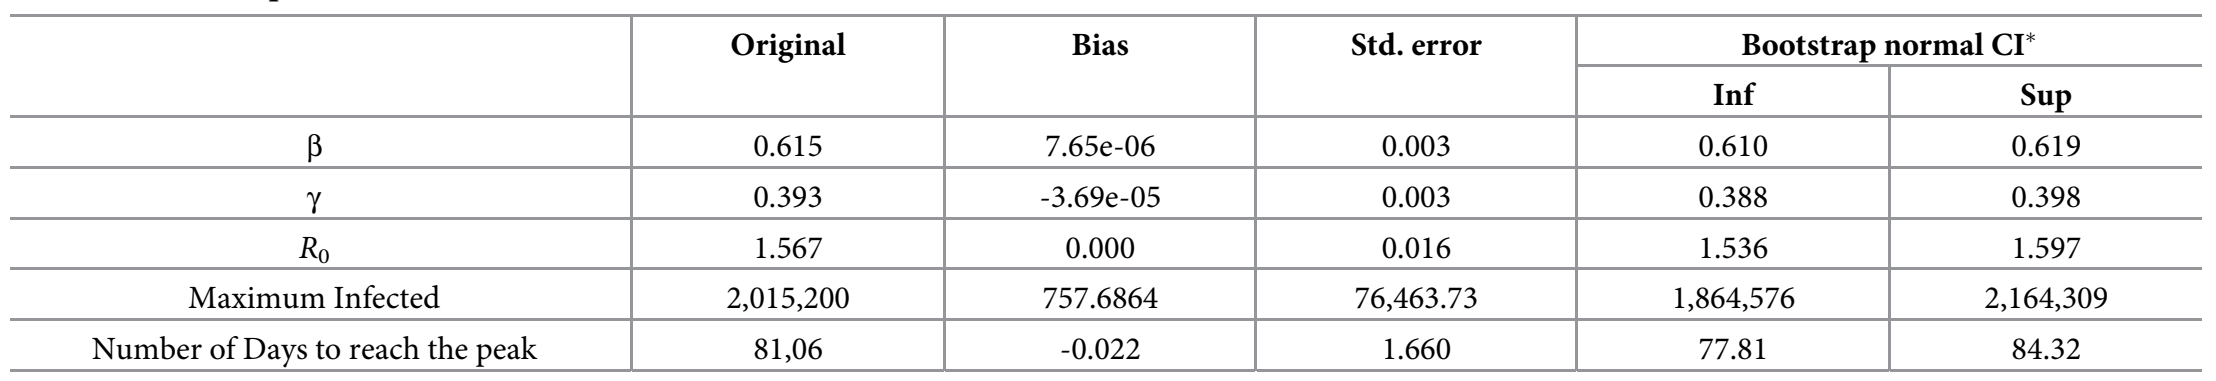 Original Bias Std. error Bootstrap normal CI*
Inf Sup
β 0.615 7.65e-06 0.003 0.610 0.619
γ 0.393 -3.69e-05 0.003 0.388 0.398
R0 1.567 0.000 0.016 1.536 1.597
Maximum Infected 2,015,200 757.6864 76,463.73 1,864,576 2,164,309
Number of Days to reach the peak 81,06 -0.022 1.660 77.81 84.32